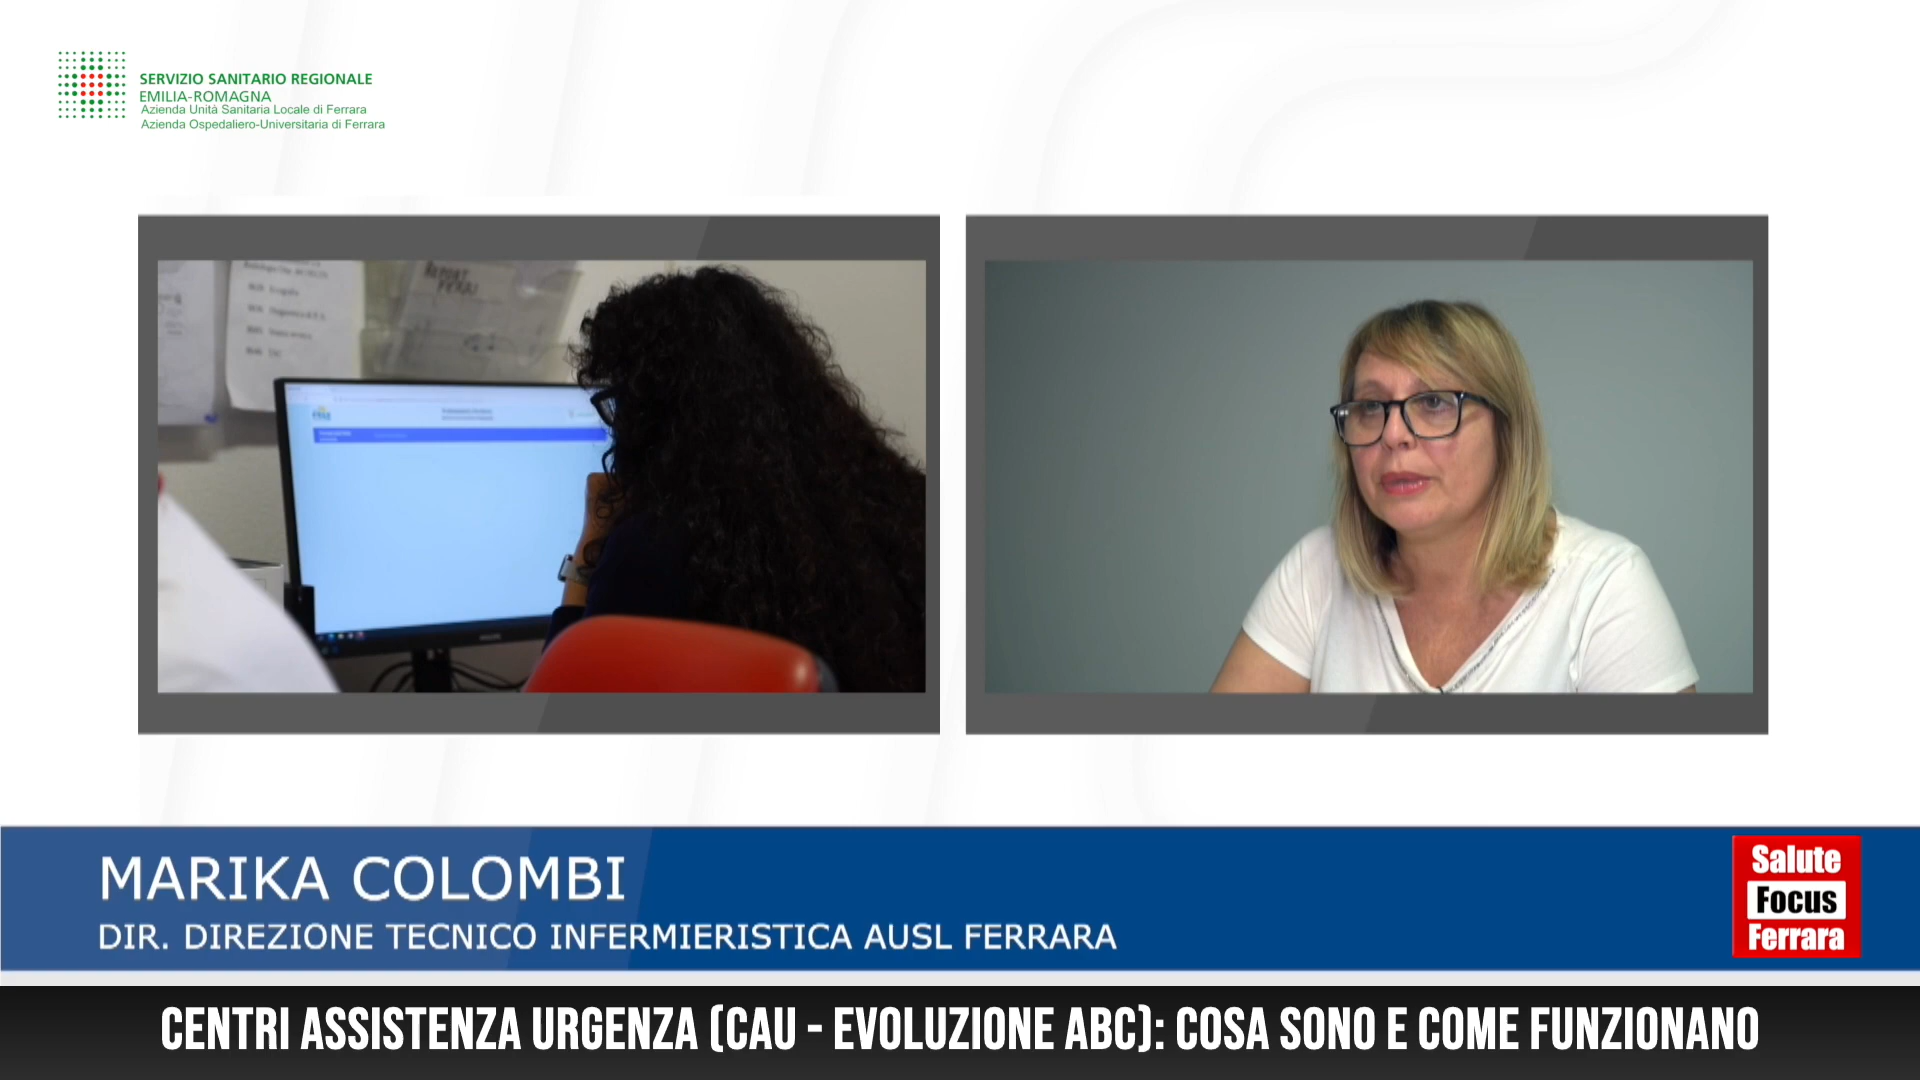 SERVIZIO SANITARIO REGIONALE
EMILIA-ROMAGNA
Azienda Unità Sanitaria Locale di Ferrara
Azienda Ospedaliero-Universitaria di Ferrara
REPORT
MARIKA COLOMBI
DIR. DIREZIONE TECNICO INFERMIERISTICA AUSL FERRARA
Salute
Focus
Ferrara
CENTRI ASSISTENZA URGENZA (CAU - EVOLUZIONE ABC): COSA SONO E COME FUNZIONANO